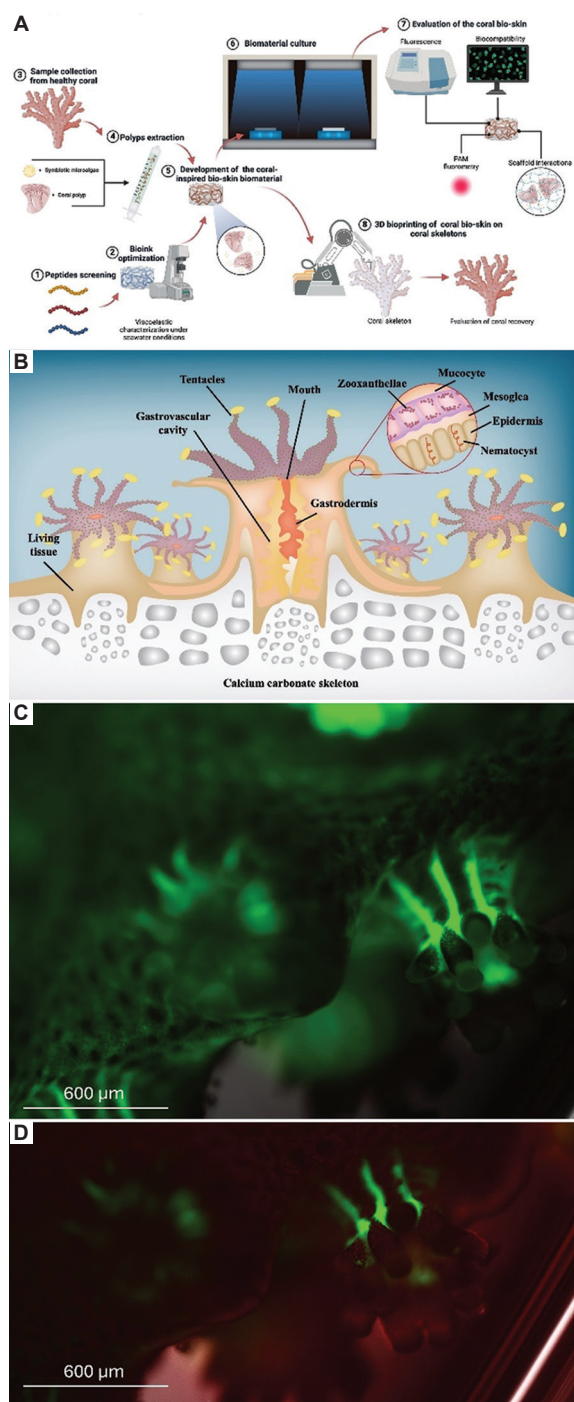 A
⑦ Evaluation of the coral bio-skin
Fluorescence
Biocompatibility
⑥ Biomaterial culture
③ Sample collection
from healthy coral
④ Polyps extraction
⑤ Development of the coral-
inspired bio-skin biomaterial
Symbiotic microalgae
Coral polyp
PAM
fluorometry
Scaffold interactions
② Bioink
optimization
⑧ 3D bioprinting of coral bio-skin on
coral skeletons
① Peptides screening
Viscoelastic
characterization under
seawater conditions
Coral skeleton
Evaluation of coral recovery
B
Tentacles
Mouth
Zooxanthellae
Mucocyte
Mesoglea
Epidermis
Nematocyst
Gastrovascular
cavity
Gastrodermis
Living
tissue
Calcium carbonate skeleton
C
600 µm
D
600 µm